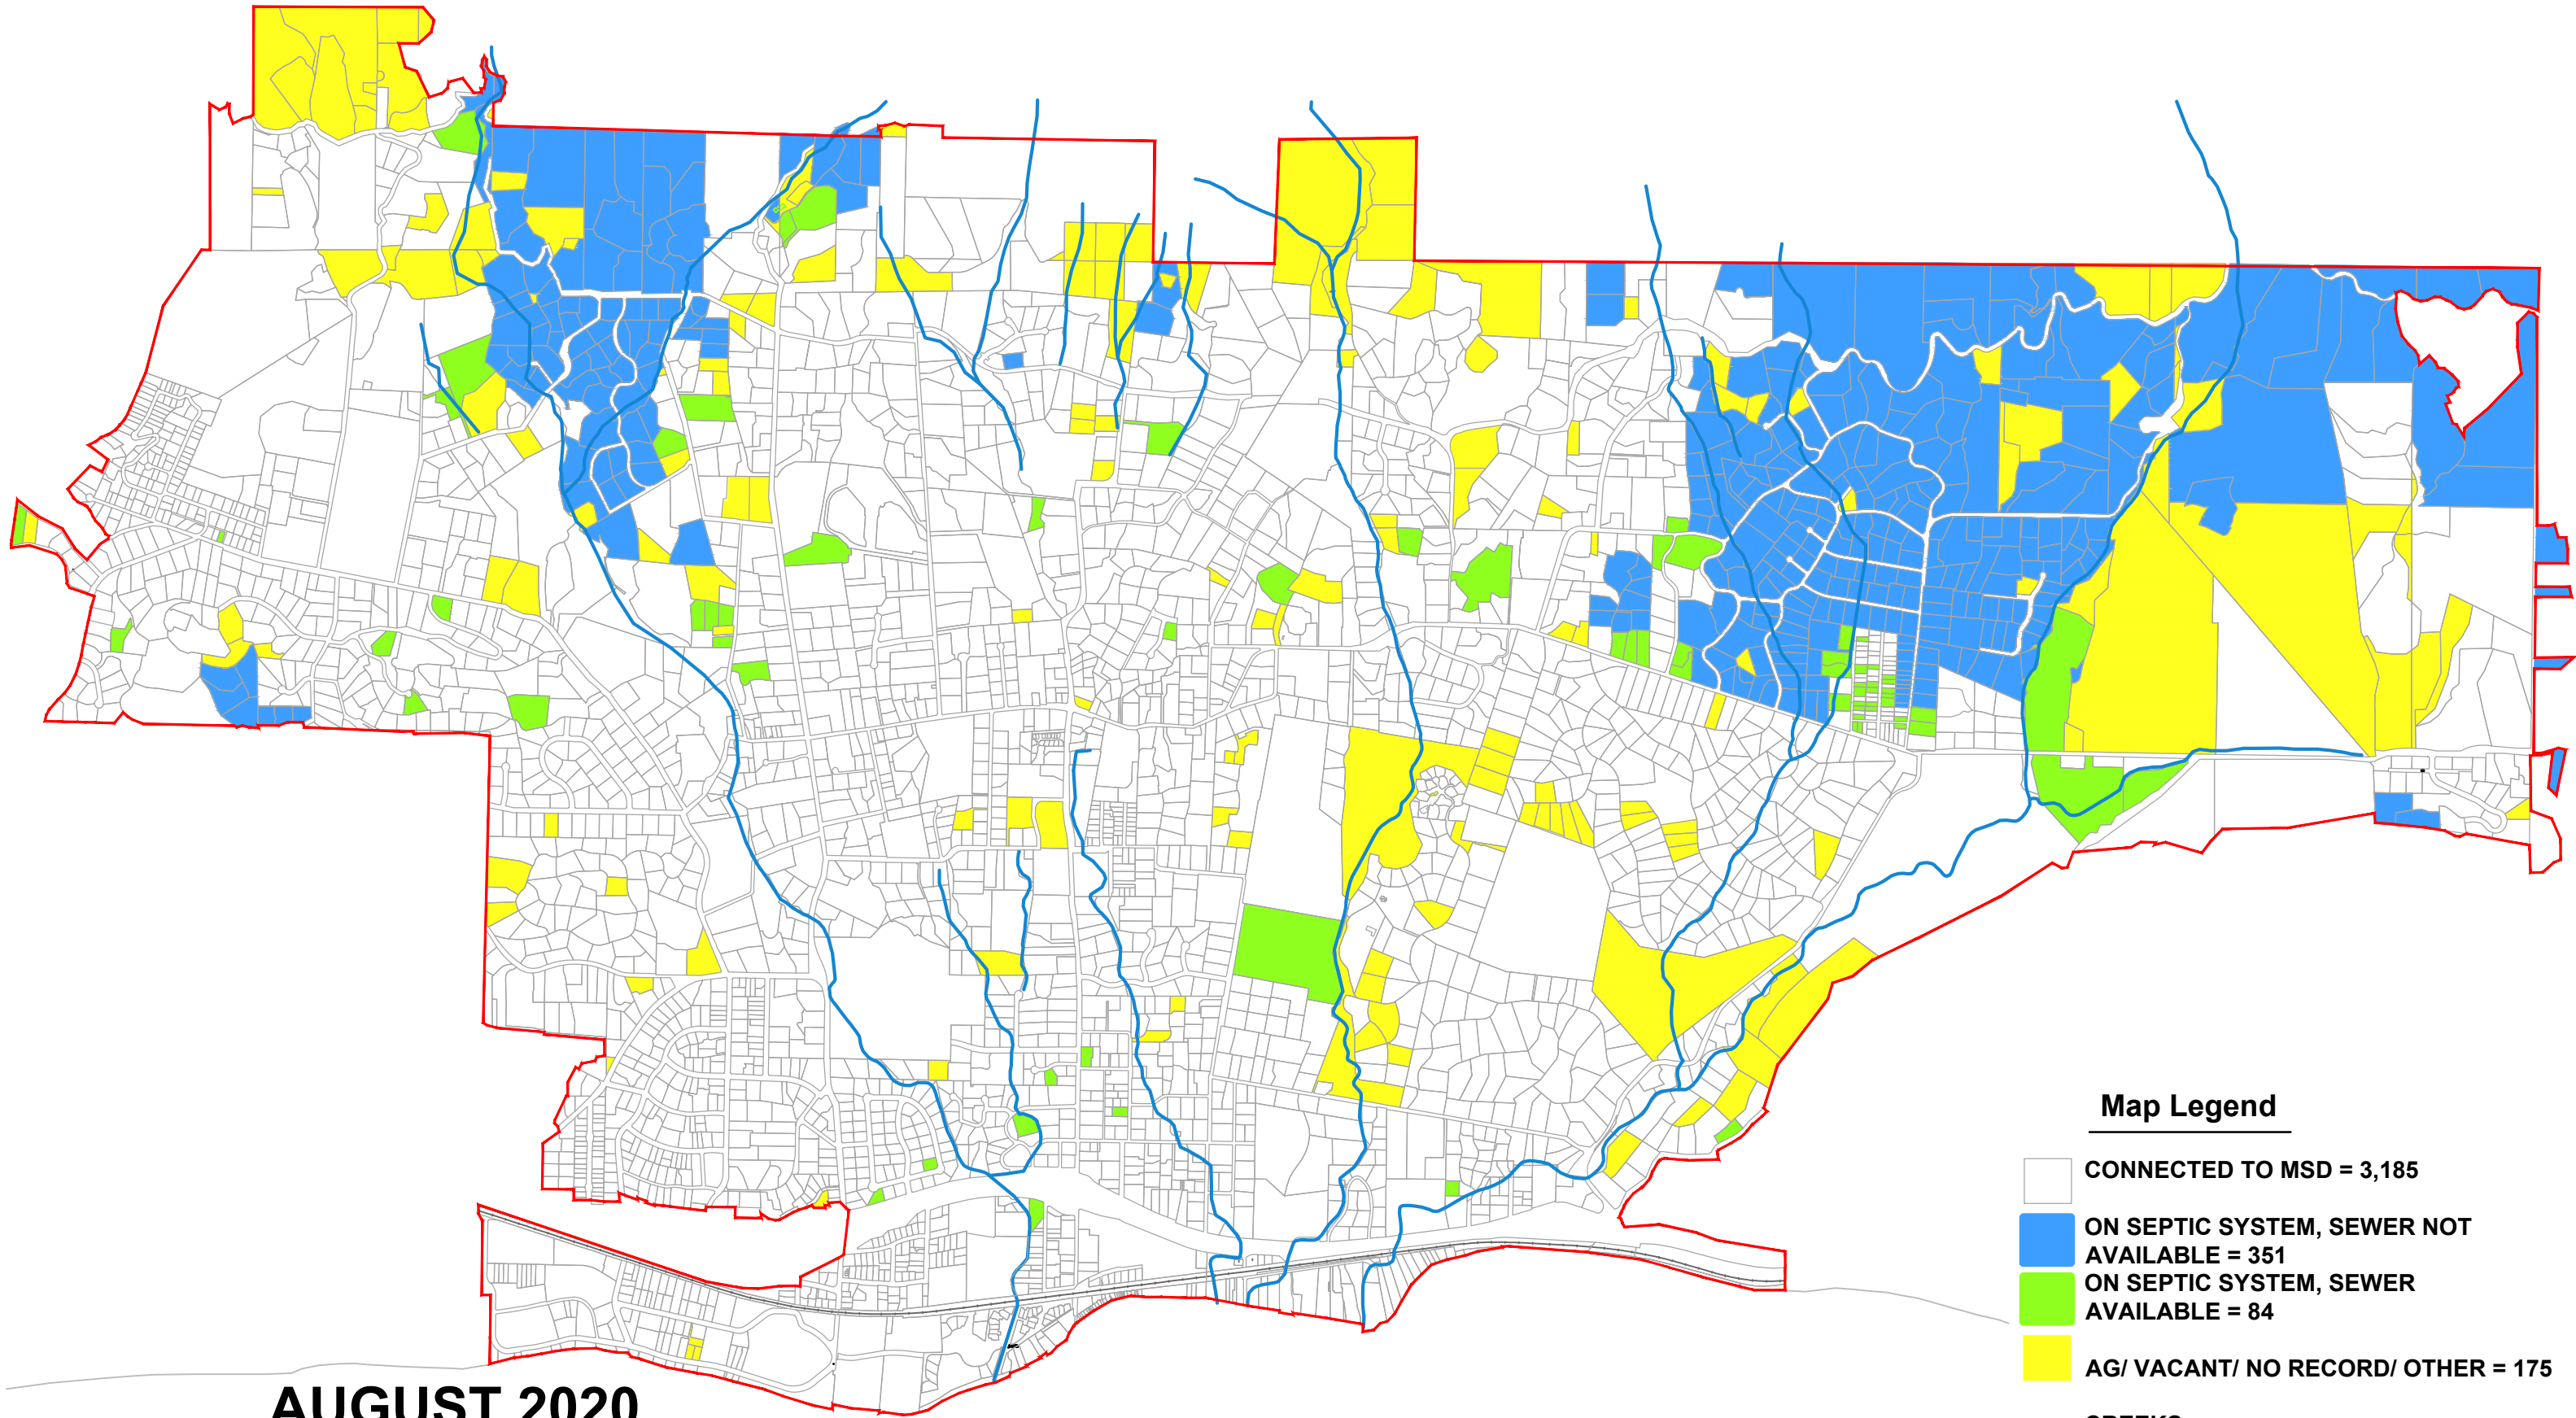 Map Legend
CONNECTED TO MSD = 3,185
ON SEPTIC SYSTEM, SEWER NOT
AVAILABLE = 351
ON SEPTIC SYSTEM, SEWER
AVAILABLE = 84
AG/ VACANT/ NO RECORD/ OTHER = 175
CREEKS
AUGUST 2020